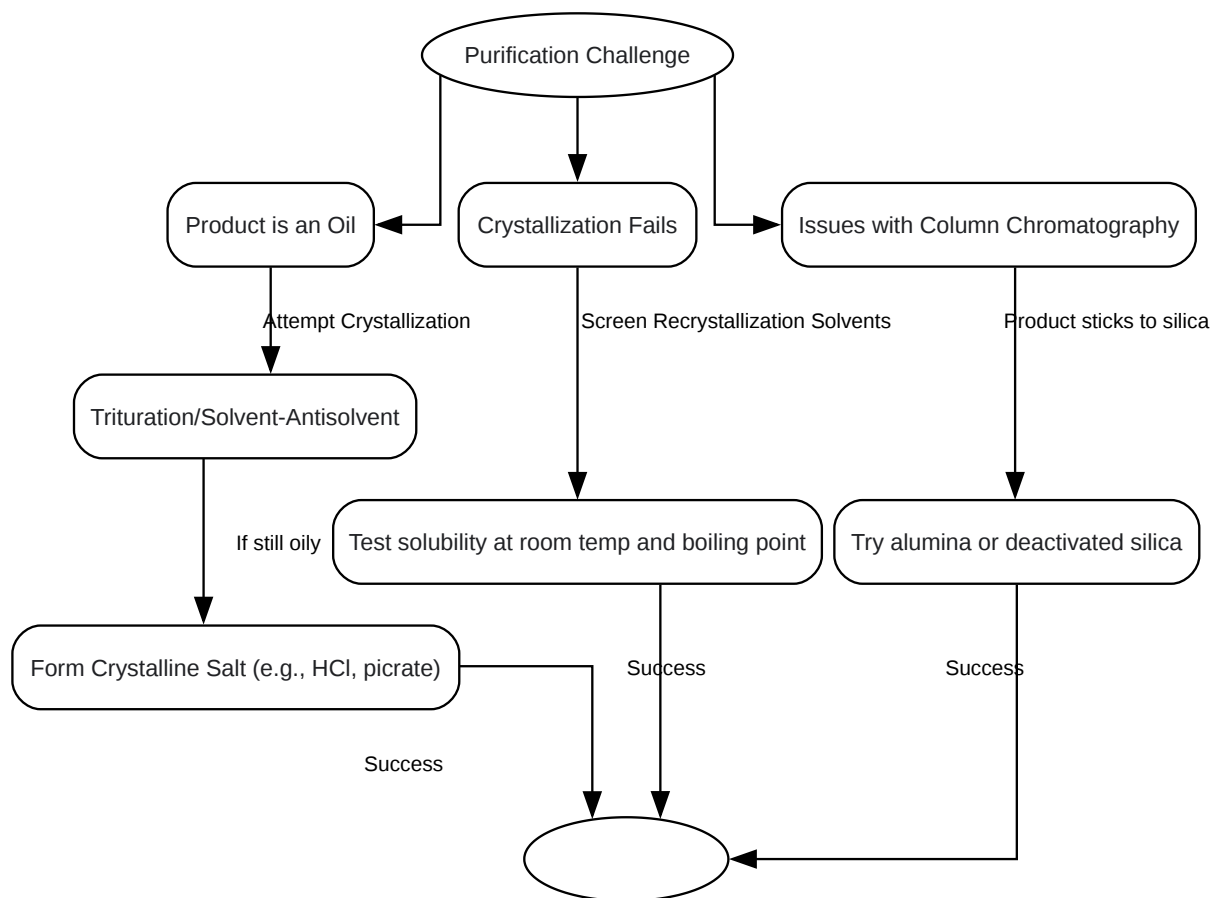 Purification Challenge
Product is an Oil
Crystallization Fails
Issues with Column Chromatography
Attempt Crystallization
Screen Recrystallization Solvents
Product sticks to silica
Trituration/Solvent-Antisolvent
If still oily
Test solubility at room temp and boiling point
Try alumina or deactivated silica
Form Crystalline Salt (e.g., HCl, picrate)
Success
Success
Success